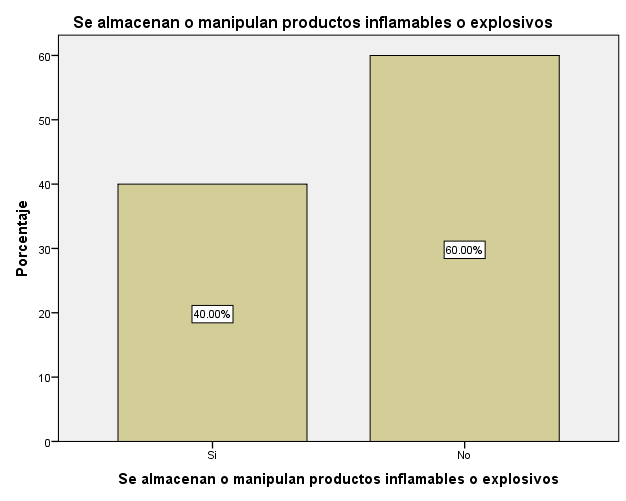 Se almacenan o manipulan productos inflamables o explosivos
Porcentaje
60
50
40
30
20
10
0
40.00%
60.00%
Si
No
Se almacenan o manipulan productos inflamables o explosivos